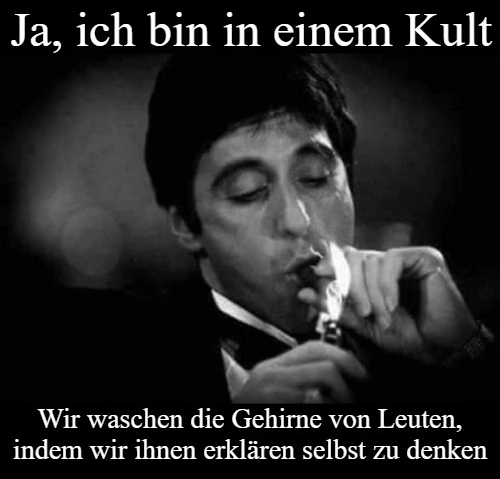 Ja, ich bin in einem Kult
Wir waschen die Gehirne von Leuten,
indem wir ihnen erklären selbst zu denken